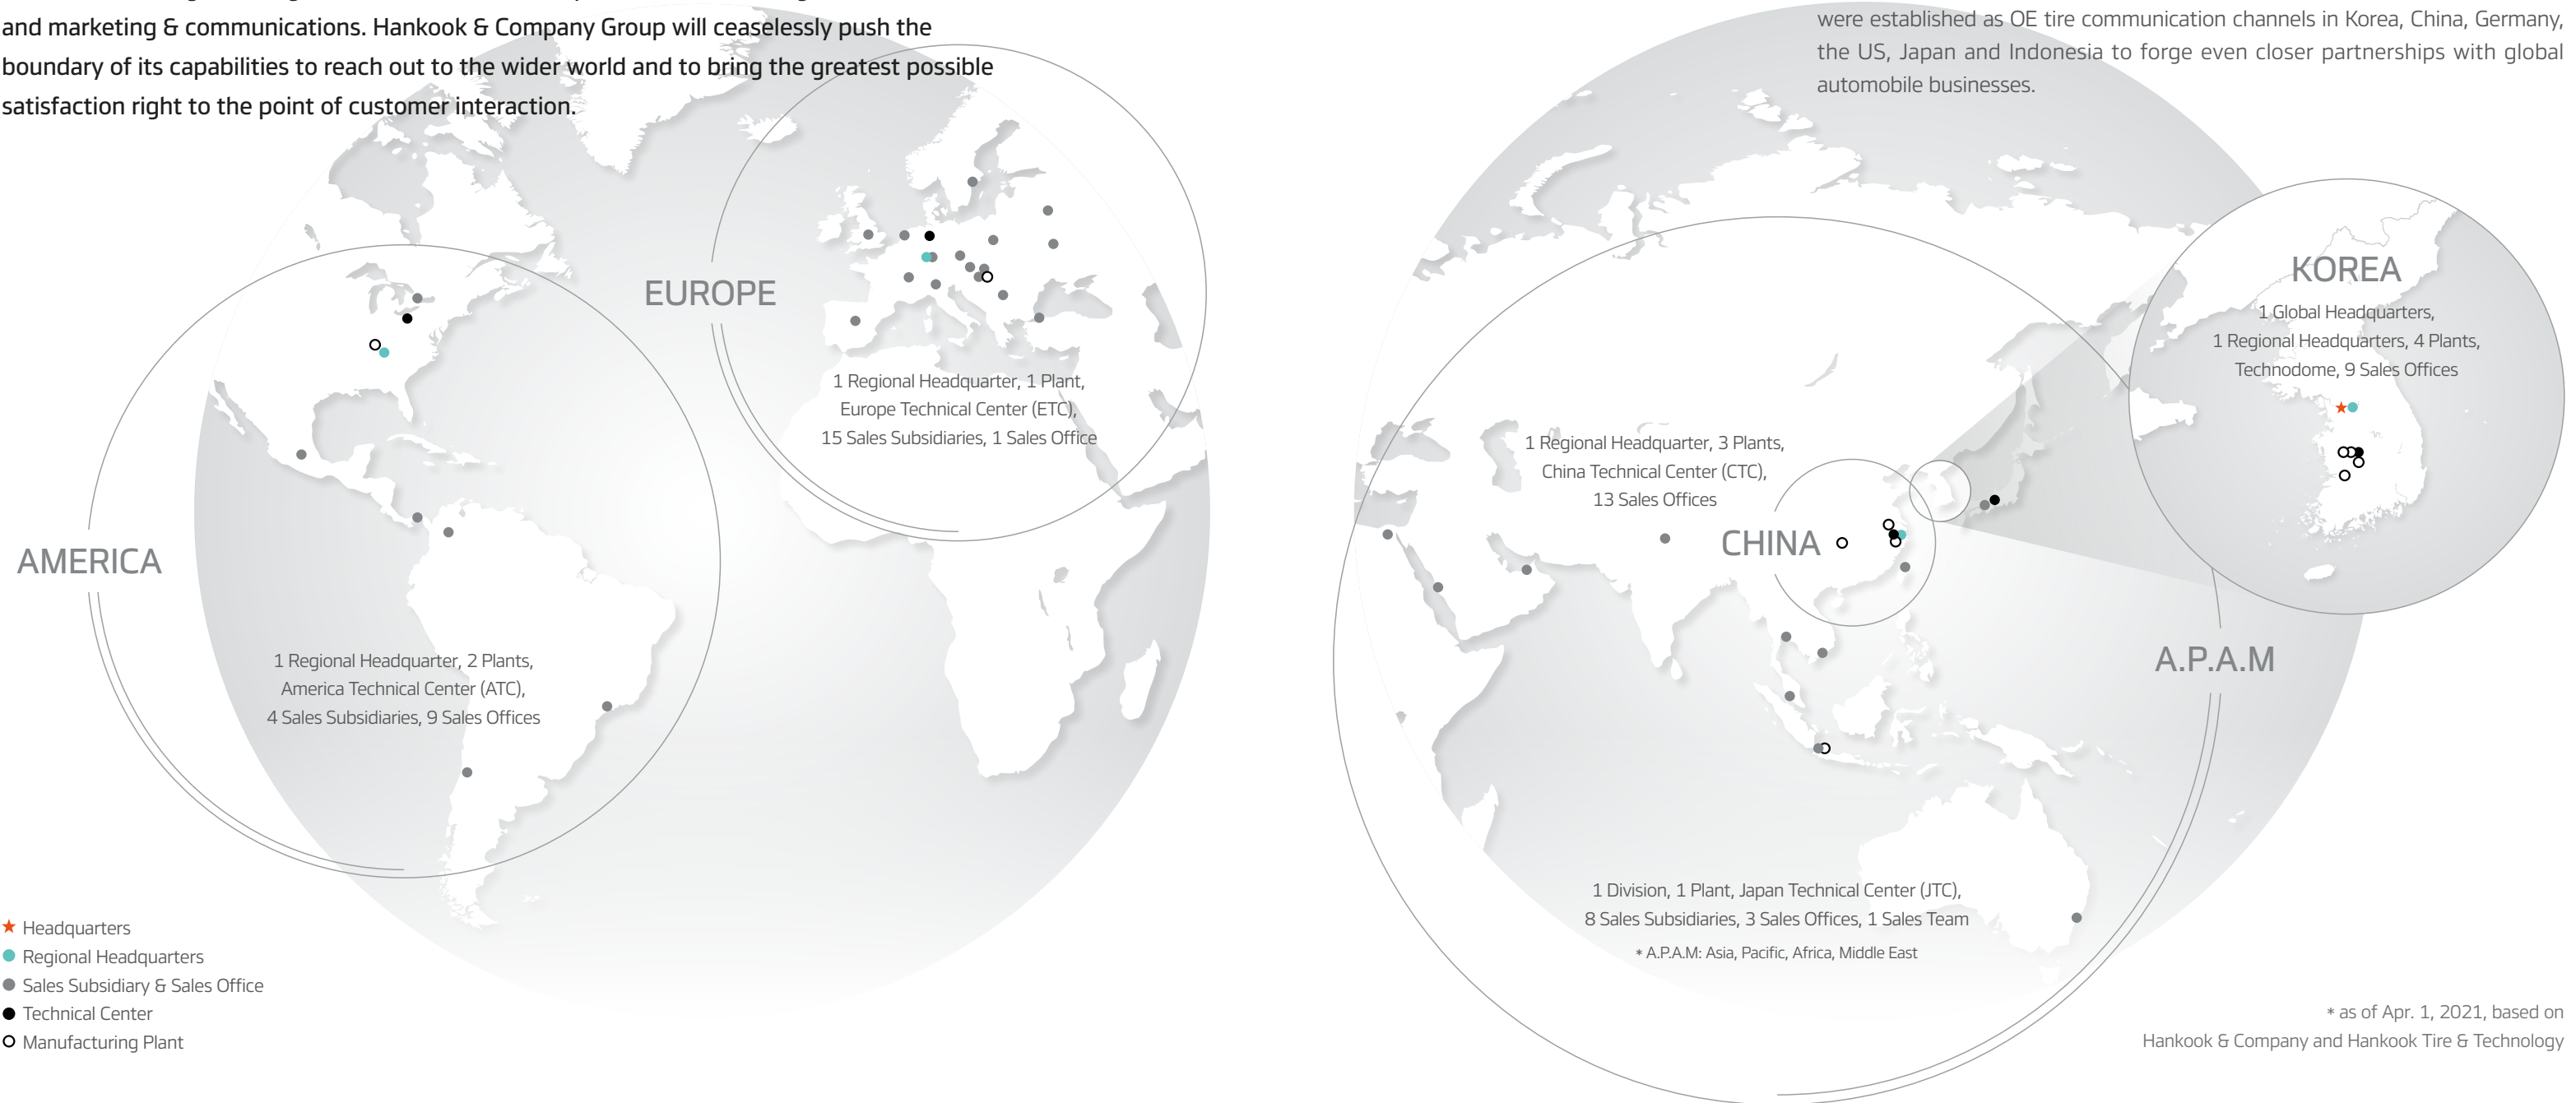 and marketing & communications. Hankook & Company Group will ceaselessly push the
boundary of its capabilities to reach out to the wider world and to bring the greatest possible
satisfaction right to the point of customer interaction.
were established as OE tire communication channels in Korea, China, Germany,
the US, Japan and Indonesia to forge even closer partnerships with global
automobile businesses.
EUROPE
1 Regional Headquarter, 1 Plant,
Europe Technical Center (ETC),
15 Sales Subsidiaries, 1 Sales Office
AMERICA
1 Regional Headquarter, 2 Plants,
America Technical Center (ATC),
4 Sales Subsidiaries, 9 Sales Offices
KOREA
1 Global Headquarters,
1 Regional Headquarters, 4 Plants,
Technodome, 9 Sales Offices
1 Regional Headquarter, 3 Plants,
China Technical Center (CTC),
13 Sales Offices
CHINA
A.P.A.M
1 Division, 1 Plant, Japan Technical Center (JTC),
8 Sales Subsidiaries, 3 Sales Offices, 1 Sales Team
* A.P.A.M: Asia, Pacific, Africa, Middle East
Headquarters
Regional Headquarters
Sales Subsidiary & Sales Office
Technical Center
Manufacturing Plant
* as of Apr. 1, 2021, based on
Hankook & Company and Hankook Tire & Technology